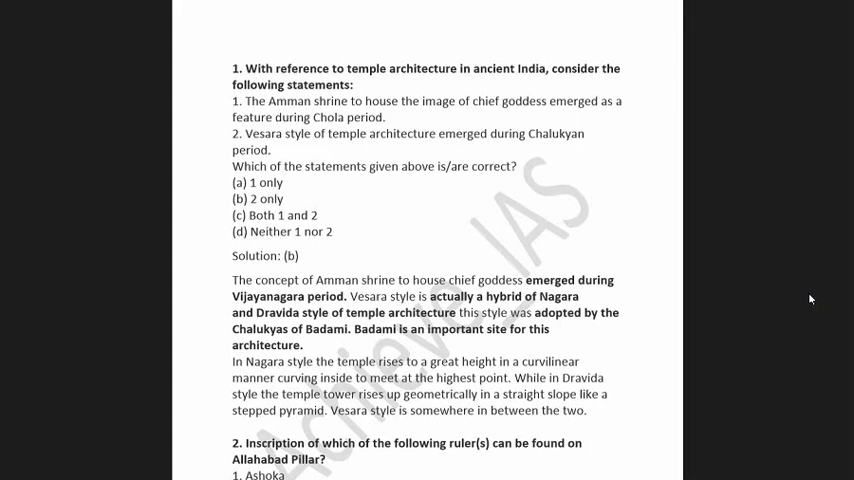 1. With reference to temple architecture in ancient India, consider the
following statements:
1. The Amman shrine to house the image of chief goddess emerged as a
feature during Chola period.
2. Vesara style of temple architecture emerged during Chalukyan
period.
Which of the statements given above is/are correct?
(a) 1 only
(b) 2 only
(c) Both 1 and 2
(d) Neither 1 nor 2
Solution: (b)
The concept of Amman shrine to house chief goddess emerged during
Vijayanagara period. Vesara style is actually a hybrid of Nagara
and Dravida style of temple architecture this style was adopted by the
Chalukyas of Badami. Badami is an important site for this
architecture.
In Nagara style the temple rises to a great height in a curvilinear
manner curving inside to meet at the highest point. While in Dravida
style the temple tower rises up geometrically in a straight slope like a
stepped pyramid. Vesara style is somewhere in between the two.
2. Inscription of which of the following ruler(s) can be found on
Allahabad Pillar?
1. Ashoka
Achieve_IAS